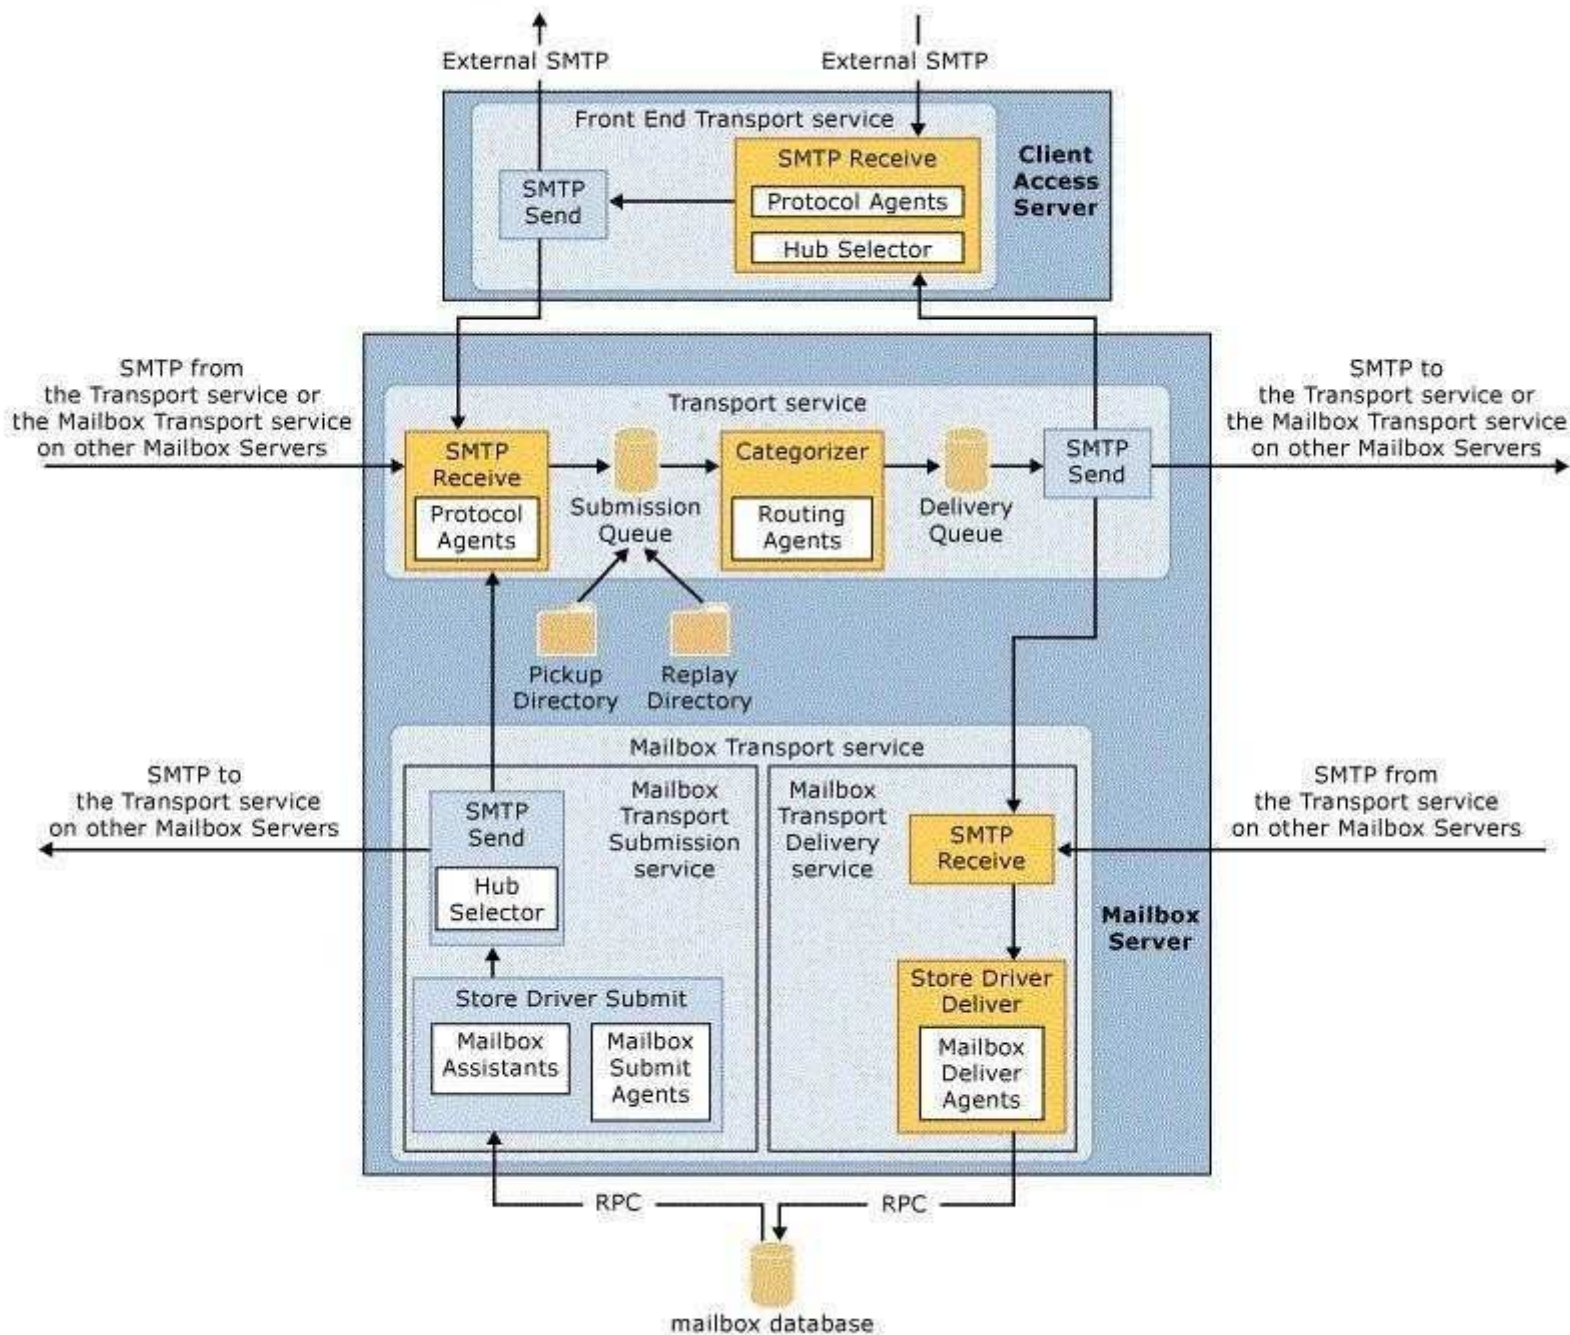 External SMTP
External SMTP
Front End Transport service
SMTP Receive
Protocol Agents
Hub Selector
SMTP
Send
Client
Access
Server
SMTP from
the Transport service or
the Mailbox Transport service
on other Mailbox Servers
SMTP to
the Transport service or
the Mailbox Transport service
on other Mailbox Servers
Transport service
SMTP
Receive
Protocol
Agents
Submission
Queue
Categorizer
Routing
Agents
Delivery
Queue
SMTP
Send
Pickup
Directory
Replay
Directory
Mailbox Transport service
SMTP to
the Transport service
on other Mailbox Servers
SMTP
Send
Hub
Selector
Mailbox
Transport
Submission
service
Mailbox
Transport
Delivery
service
SMTP
Receive
SMTP from
the Transport service
on other Mailbox Servers
Mailbox
Server
Store Driver Submit
Mailbox
Assistants
Mailbox
Submit
Agents
Store Driver
Deliver
Mailbox
Deliver
Agents
RPC
RPC
mailbox database